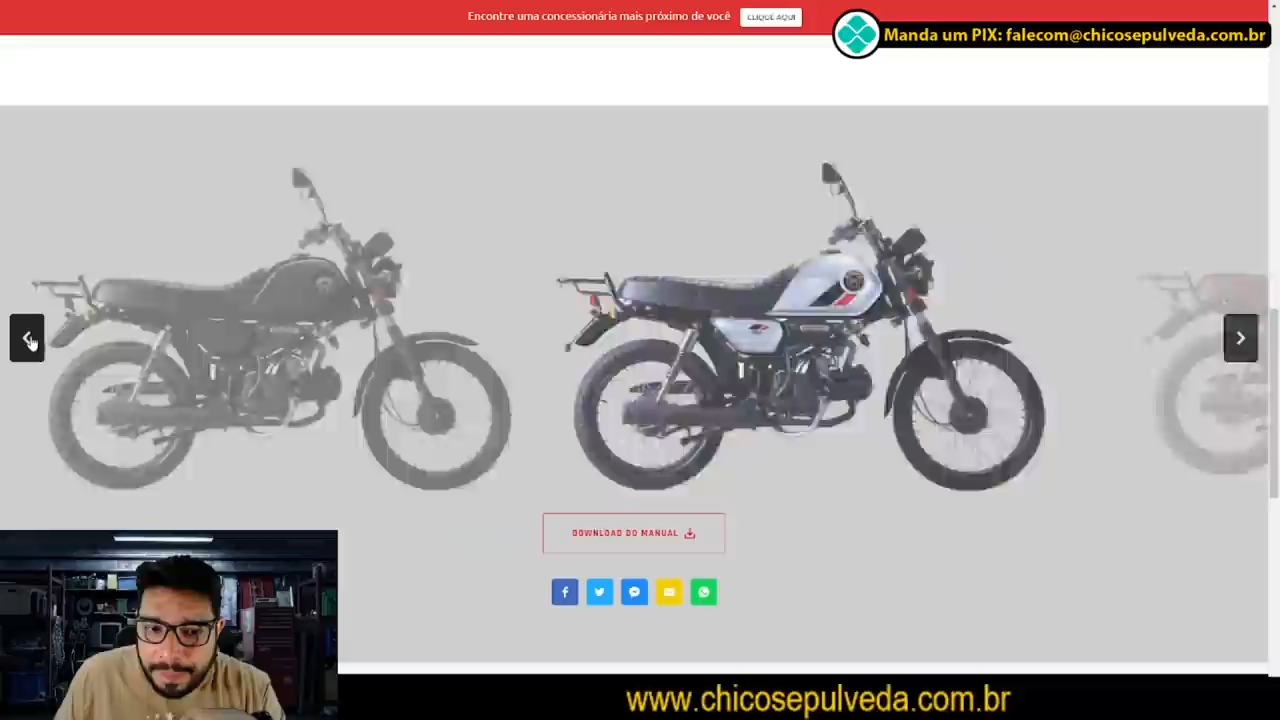 Encontre uma concessionária mais próximo de você
CLIQUE AQUI
Manda um PIX: falecom@chicosepulveda.com.br
DOWNLOAD DO MANUAL
www.chicosepulveda.com.br